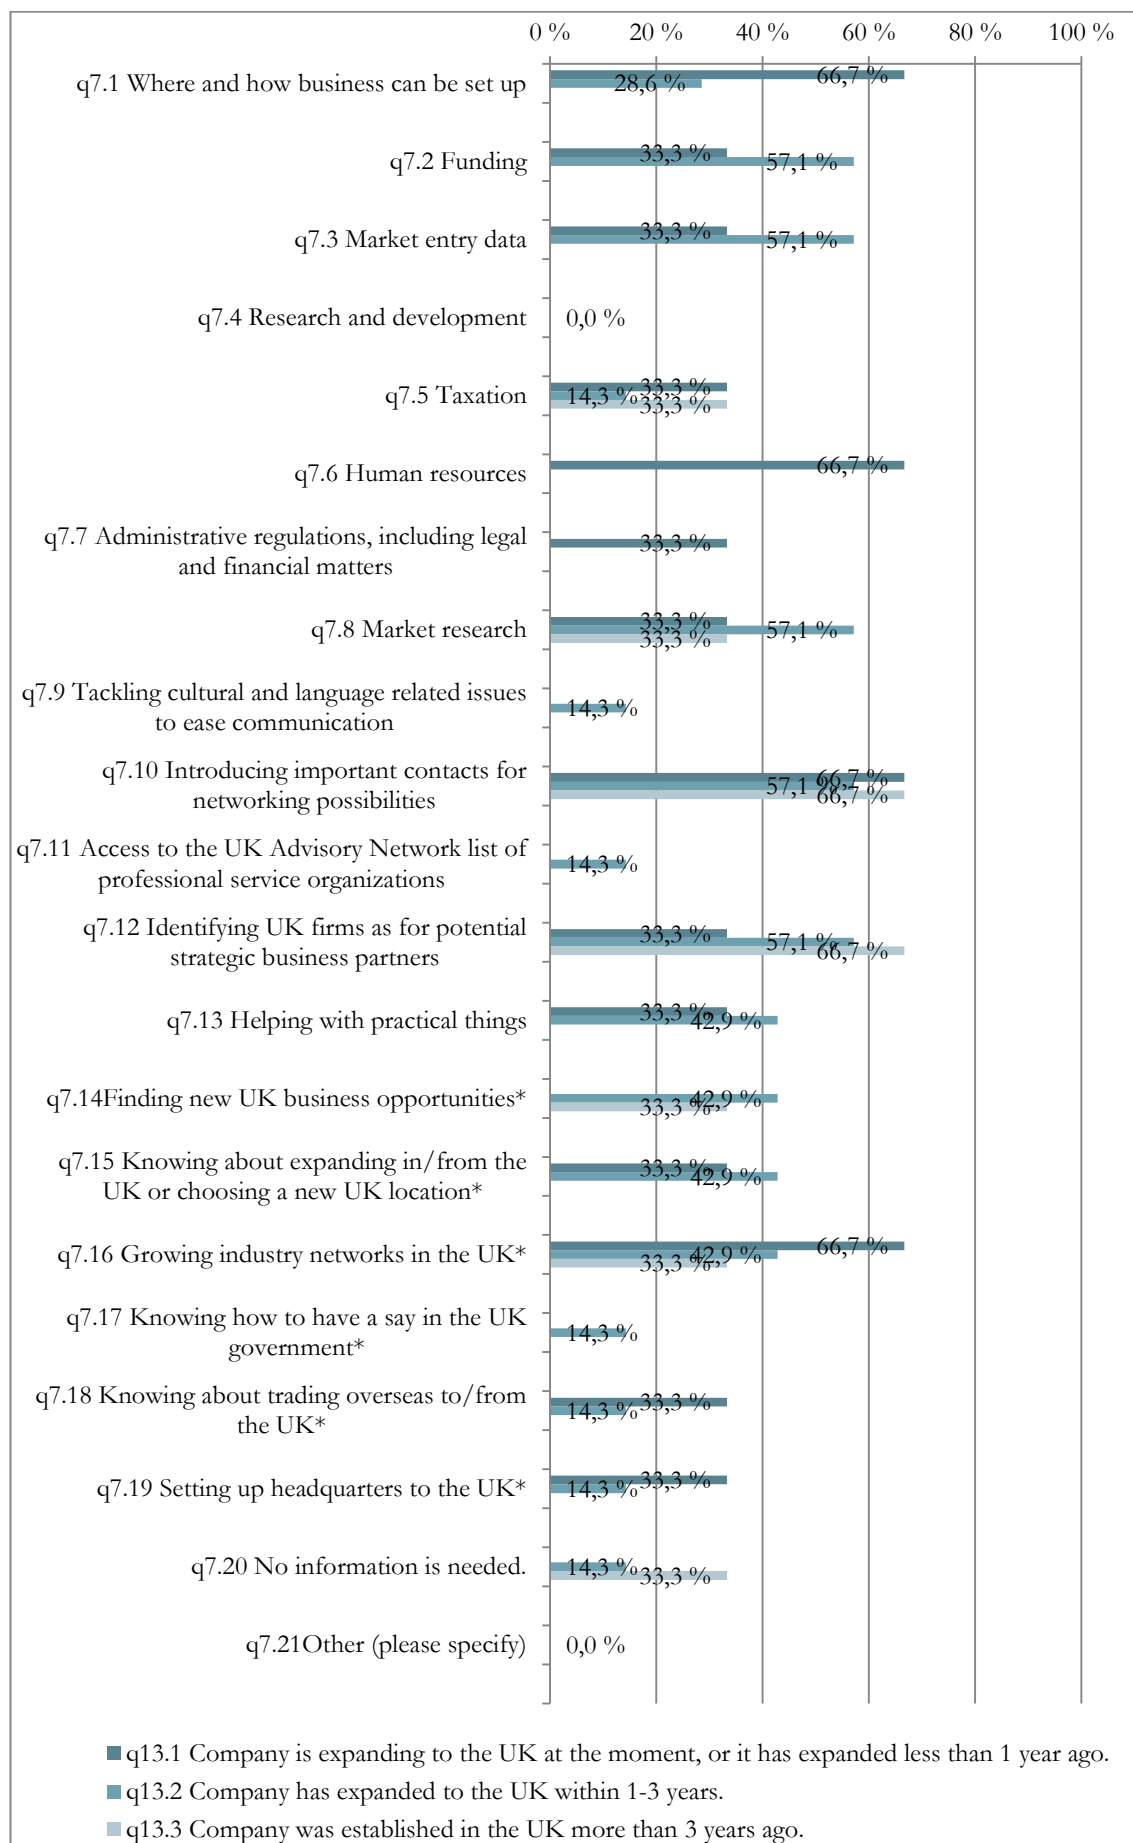 0 % 20 % 40 % 60 % 80 % 100 %
q7.1 Where and how business can be set up
66,7 %
28,6 %
q7.2 Funding
33,3 %
57,1 %
q7.3 Market entry data
33,3 %
57,1 %
q7.4 Research and development
0,0 %
q7.5 Taxation
33,3 %
14,3 %
33,3 %
q7.6 Human resources
66,7 %
q7.7 Administrative regulations, including legal
and financial matters
33,3 %
q7.8 Market research
33,3 %
57,1 %
33,3 %
q7.9 Tackling cultural and language related issues
to ease communication
14,3 %
q7.10 Introducing important contacts for
networking possibilities
66,7 %
57,1 %
66,7 %
q7.11 Access to the UK Advisory Network list of
professional service organizations
14,3 %
q7.12 Identifying UK firms as for potential
strategic business partners
33,3 %
57,1 %
66,7 %
q7.13 Helping with practical things
33,3 %
42,9 %
q7.14Finding new UK business opportunities*
42,9 %
33,3 %
q7.15 Knowing about expanding in/from the
UK or choosing a new UK location*
33,3 %
42,9 %
q7.16 Growing industry networks in the UK*
66,7 %
42,9 %
33,3 %
q7.17 Knowing how to have a say in the UK
government*
14,3 %
q7.18 Knowing about trading overseas to/from
the UK*
33,3 %
14,3 %
q7.19 Setting up headquarters to the UK*
33,3 %
14,3 %
q7.20 No information is needed.
14,3 %
33,3 %
q7.21Other (please specify)
0,0 %
q13.1 Company is expanding to the UK at the moment, or it has expanded less than 1 year ago.
q13.2 Company has expanded to the UK within 1-3 years.
q13.3 Company was established in the UK more than 3 years ago.